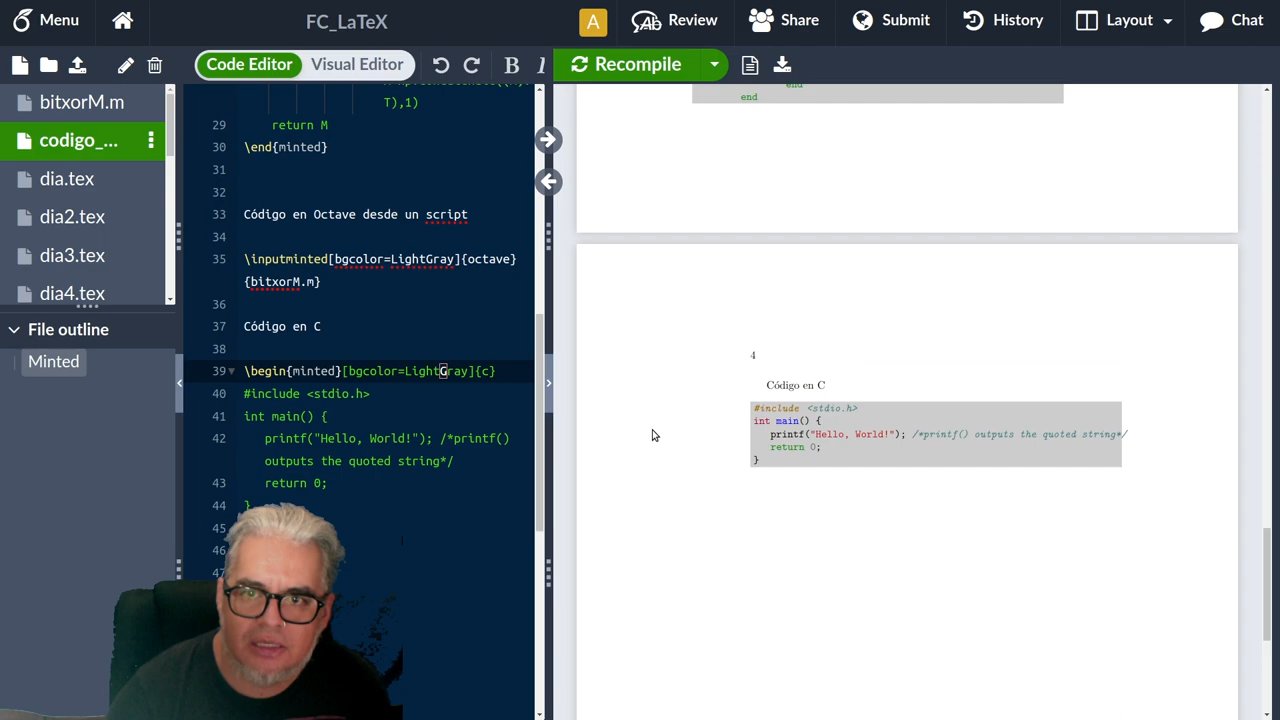 Menu
FC_LaTeX
A
Review
Share
Submit
History
Layout
Chat
Code Editor
Visual Editor
B
I
Recompile
bitxorM.m
codigo_...
dia.tex
dia2.tex
dia3.tex
dia4.tex
File outline
Minted
T),1)
29 return M
30 \end{minted}
31
32
33 Código en Octave desde un script
34
35 \inputminted[bgcolor=LightGray]{octave}
{bitxorM.m}
36
37 Código en C
38
39 \begin{minted}[bgcolor=LightGray]{c}
40 #include <stdio.h>
41 int main() {
42 printf("Hello, World!"); /*printf()
outputs the quoted string*/
43 return 0;
44 }
45
46
47
end
end
4
Código en C
#include <stdio.h>
int main() {
printf("Hello, World!"); /*printf() outputs the quoted string*/
return 0;
}